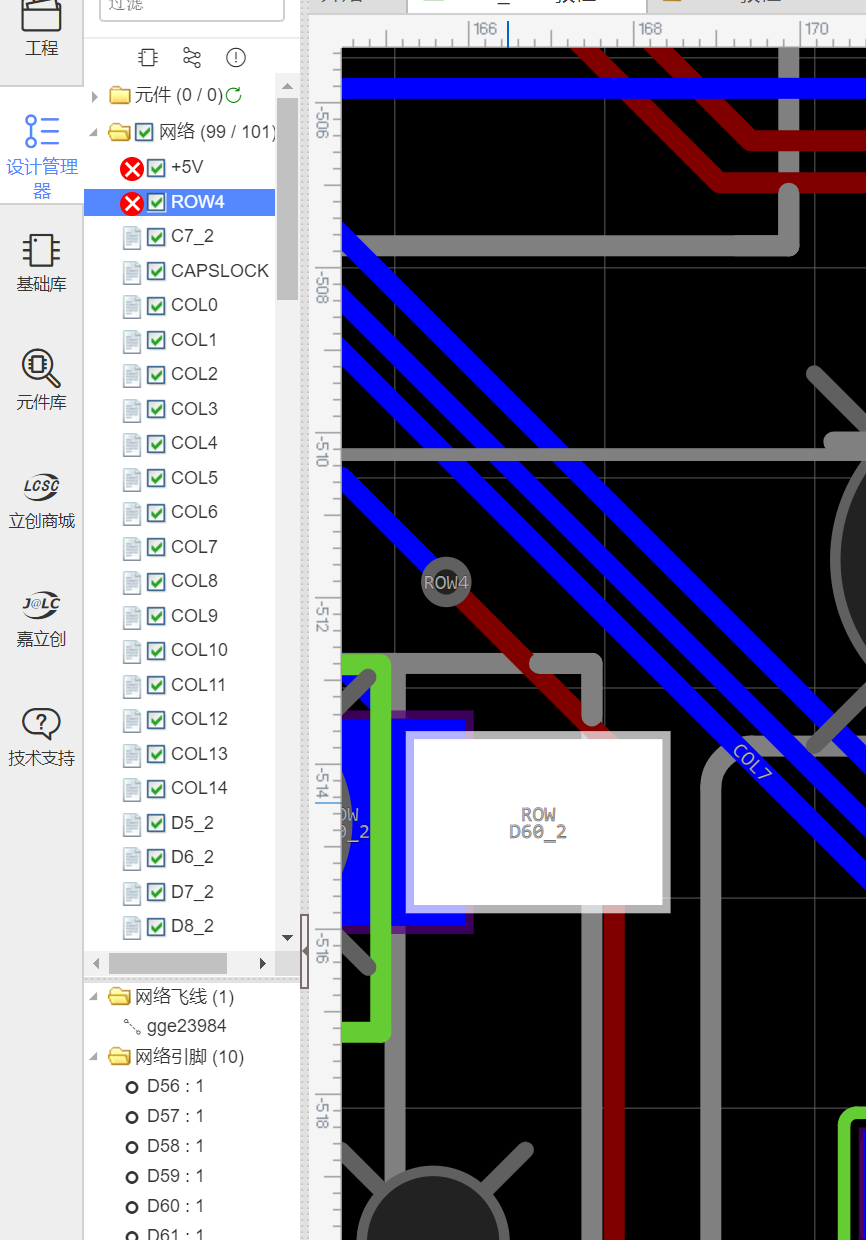 过滤
工程
设计管理
器
基础库
元件库
LCSC
立创商城
J@LC
嘉立创
技术支持
元件 (0 / 0)
网络 (99 / 101)
+5V
ROW4
C7_2
CAPSLOCK
COL0
COL1
COL2
COL3
COL4
COL5
COL6
COL7
COL8
COL9
COL10
COL11
COL12
COL13
COL14
D5_2
D6_2
D7_2
D8_2
网络飞线 (1)
gge23984
网络引脚 (10)
D56 : 1
D57 : 1
D58 : 1
D59 : 1
D60 : 1
D61 : 1
166
168
170
-506
-508
-510
-512
-514
-516
-518
ROW4
COL7
OW
0_2
ROW
D60_2